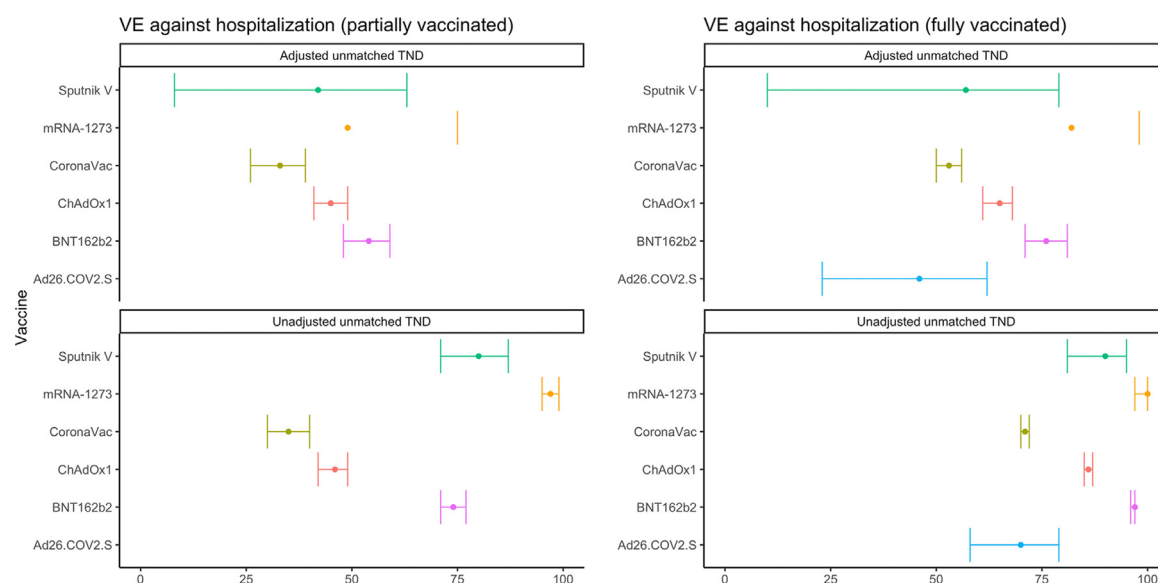 VE against hospitalization (partially vaccinated)
Adjusted unmatched TND
Sputnik V
mRNA-1273
CoronaVac
ChAdOx1
BNT162b2
Ad26.COV2.S
Unadjusted unmatched TND
Sputnik V
mRNA-1273
CoronaVac
ChAdOx1
BNT162b2
Ad26.COV2.S
0 25 50 75 100
Vaccine
VE against hospitalization (fully vaccinated)
Adjusted unmatched TND
Sputnik V
mRNA-1273
CoronaVac
ChAdOx1
BNT162b2
Ad26.COV2.S
Unadjusted unmatched TND
Sputnik V
mRNA-1273
CoronaVac
ChAdOx1
BNT162b2
Ad26.COV2.S
0 25 50 75 100